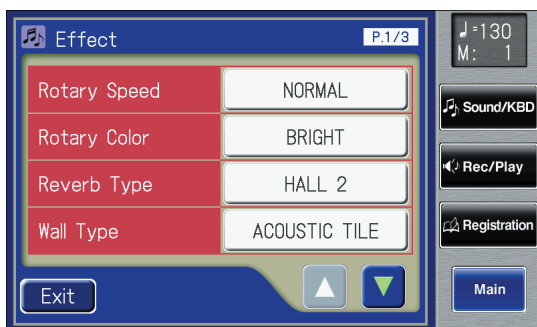 Effect
P.1/3
♩=130
M: 1
Rotary Speed NORMAL
Rotary Color BRIGHT
Reverb Type HALL 2
Wall Type ACOUSTIC TILE
Exit
Sound/KBD
Rec/Play
Registration
Main